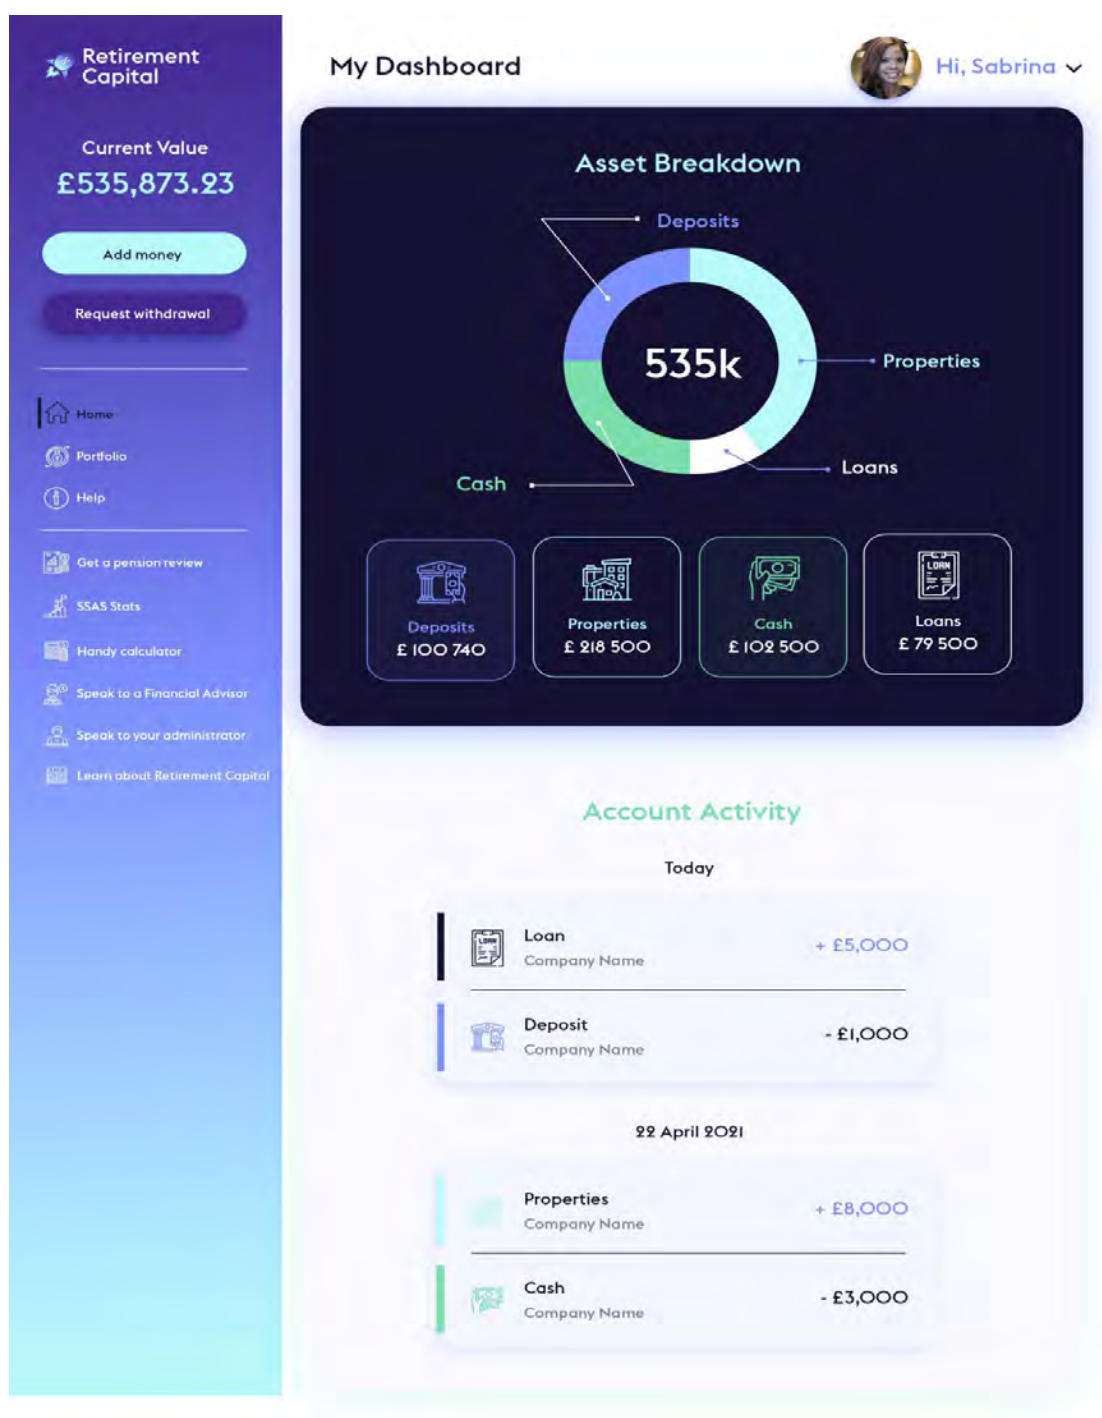 Retirement
Capital
Current Value
£535,873.23
Add money
Request withdrawal
Home
Portfolio
Help
Get a pension review
SSAS Stats
Handy calculator
Speak to a Financial Advisor
Speak to your administrator
Learn about Retirement Capital
My Dashboard
Hi, Sabrina
Asset Breakdown
Deposits
535k
Properties
Loans
Cash
Deposits
£ 100 740
Properties
£ 218 500
Cash
£ 102 500
LOAN
Loans
£ 79 500
Account Activity
Today
LOAN
Loan
Company Name
+ £5,000
Deposit
Company Name
- £1,000
22 April 2021
Properties
Company Name
+ £8,000
Cash
Company Name
- £3,000